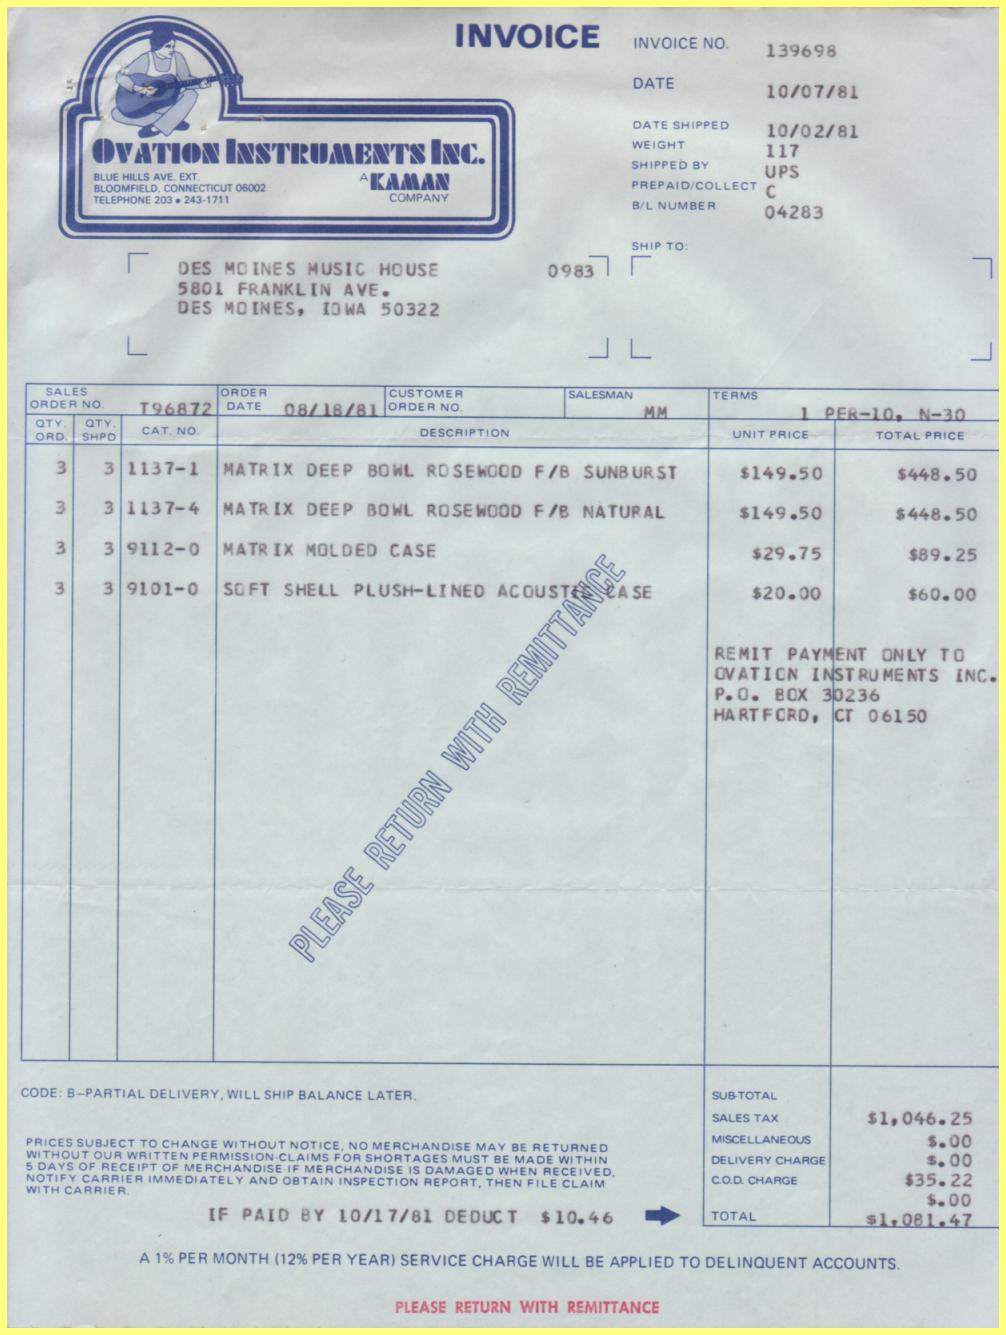 INVOICE
INVOICE NO. 139698
DATE 10/07/81
DATE SHIPPED 10/02/81
WEIGHT 117
SHIPPED BY UPS
PREPAID/COLLECT C
B/L NUMBER 04283
OVATION INSTRUMENTS INC.
BLUE HILLS AVE. EXT.
BLOOMFIELD, CONNECTICUT 06002
TELEPHONE 203 • 243-1711
A KAMAN
COMPANY
SHIP TO:
DES MOINES MUSIC HOUSE 0983
5801 FRANKLIN AVE.
DES MOINES, IOWA 50322
SALES ORDER NO. T96872
ORDER DATE 08/18/81
CUSTOMER ORDER NO.
SALESMAN MM
TERMS 1 PER-10, N-30
QTY. ORD. QTY. SHPD CAT. NO. DESCRIPTION UNIT PRICE TOTAL PRICE
3 3 1137-1 MATRIX DEEP BOWL ROSEWOOD F/B SUNBURST $149.50 $448.50
3 3 1137-4 MATRIX DEEP BOWL ROSEWOOD F/B NATURAL $149.50 $448.50
3 3 9112-0 MATRIX MOLDED CASE $29.75 $89.25
3 3 9101-0 SOFT SHELL PLUSH-LINED ACOUSTIC CASE $20.00 $60.00
REMIT PAYMENT ONLY TO
OVATION INSTRUMENTS INC.
P.O. BOX 30236
HARTFORD, CT 06150
PLEASE RETURN WITH REMITTANCE
CODE: B-PARTIAL DELIVERY, WILL SHIP BALANCE LATER.
PRICES SUBJECT TO CHANGE WITHOUT NOTICE, NO MERCHANDISE MAY BE RETURNED
WITHOUT OUR WRITTEN PERMISSION-CLAIMS FOR SHORTAGES MUST BE MADE WITHIN
5 DAYS OF RECEIPT OF MERCHANDISE-IF MERCHANDISE IS DAMAGED WHEN RECEIVED,
NOTIFY CARRIER IMMEDIATELY AND OBTAIN INSPECTION REPORT, THEN FILE CLAIM
WITH CARRIER.
SUB-TOTAL
SALES TAX $1,046.25
MISCELLANEOUS $.00
DELIVERY CHARGE $.00
C.O.D. CHARGE $35.22
$.00
IF PAID BY 10/17/81 DEDUCT $10.46
TOTAL $1,081.47
A 1% PER MONTH (12% PER YEAR) SERVICE CHARGE WILL BE APPLIED TO DELINQUENT ACCOUNTS.
PLEASE RETURN WITH REMITTANCE